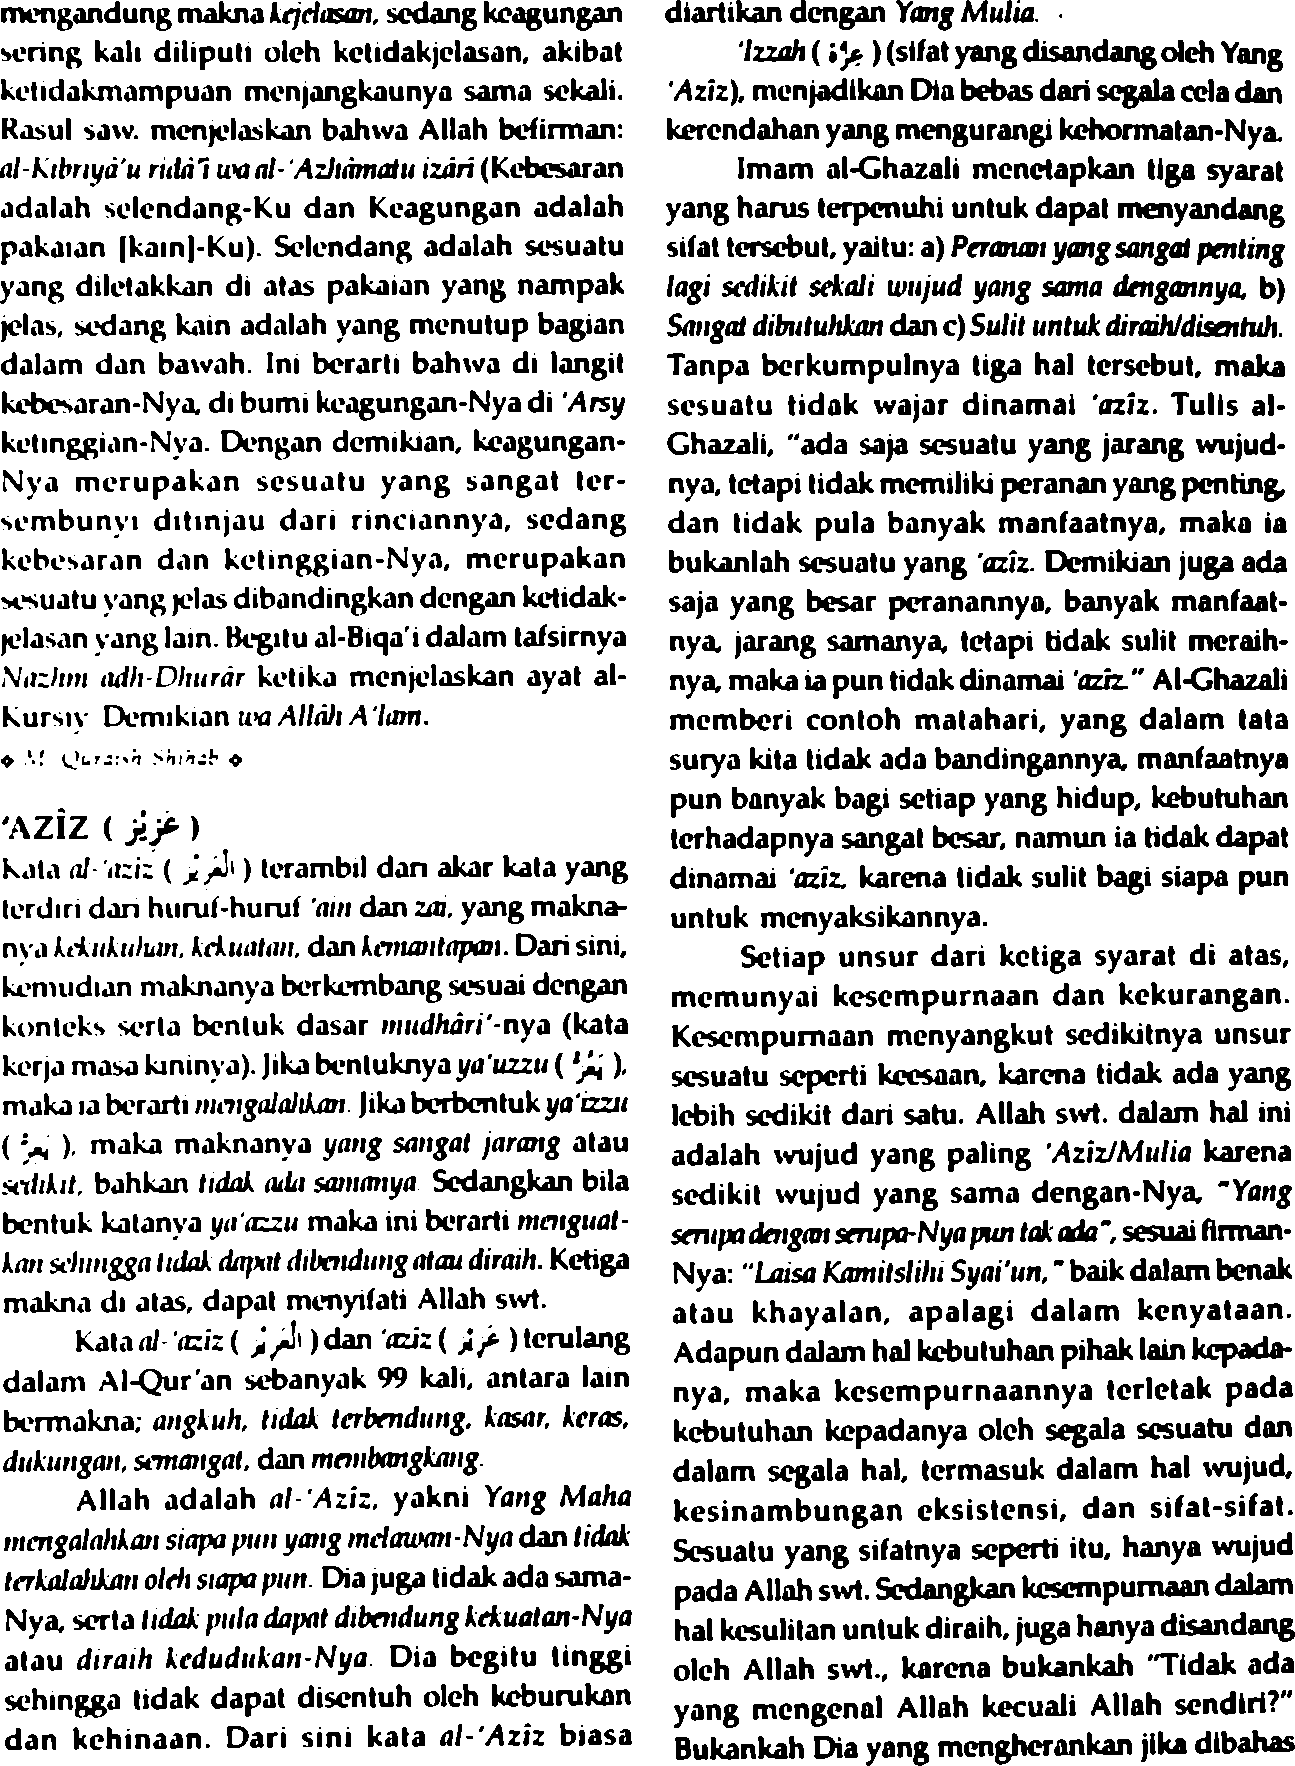 mengandung makna kejelasan, sedang keagungan
sering kali diliputi oleh ketidakjelasan, akibat
ketidakmampuan menjangkaunya sama sekali.
Rasul saw. menjelaskan bahwa Allah befirman:
al-Kibriyâ'u ridâ'î wa al-'Azhâmatu izâri (Kebesaran
adalah selendang-Ku dan Keagungan adalah
pakaian [kain]-Ku). Selendang adalah sesuatu
yang diletakkan di atas pakaian yang nampak
jelas, sedang kain adalah yang menutup bagian
dalam dan bawah. Ini berarti bahwa di langit
kebesaran-Nya, di bumi keagungan-Nya di 'Arsy
ketinggian-Nya. Dengan demikian, keagungan-
Nya merupakan sesuatu yang sangat ter-
sembunyi ditinjau dari rinciannya, sedang
kebesaran dan ketinggian-Nya, merupakan
sesuatu yang jelas dibandingkan dengan ketidak-
jelasan yang lain. Begitu al-Biqa'i dalam tafsirnya
Nazhm adh-Dhurâr ketika menjelaskan ayat al-
Kursiy. Demikian wa Allâh A'lam.
❖ M. Quraish Shihab ❖
'AZÎZ ( عَزِيْز )
Kata al-'azîz ( الْعَزِيْز ) terambil dari akar kata yang
terdiri dari huruf-huruf 'ain dan zai, yang makna-
nya kekukuhan, kekuatan, dan kemantapan. Dari sini,
kemudian maknanya berkembang sesuai dengan
konteks serta bentuk dasar mudhâri'-nya (kata
kerja masa kininya). Jika bentuknya ya'uzzu ( يَعُزُّ ),
maka ia berarti mengalahkan. Jika berbentuk ya'izzu
( يَعِزُّ ), maka maknanya yang sangat jarang atau
sedikit, bahkan tidak ada samanya. Sedangkan bila
bentuk katanya ya'azzu maka ini berarti menguat-
kan sehingga tidak dapat dibendung atau diraih. Ketiga
makna di atas, dapat menyifati Allah swt.
Kata al-'azîz ( الْعَزِيْز ) dan 'azîz ( عَزِيْز ) terulang
dalam Al-Qur'an sebanyak 99 kali, antara lain
bermakna; angkuh, tidak terbendung, kasar, keras,
dukungan, semangat, dan membangkang.
Allah adalah al-'Azîz, yakni Yang Maha
mengalahkan siapa pun yang melawan-Nya dan tidak
terkalahkan oleh siapa pun. Dia juga tidak ada sama-
Nya, serta tidak pula dapat dibendung kekuatan-Nya
atau diraih kedudukan-Nya. Dia begitu tinggi
sehingga tidak dapat disentuh oleh keburukan
dan kehinaan. Dari sini kata al-'Azîz biasa
diartikan dengan Yang Mulia.
'Izzah ( عِزَّة ) (sifat yang disandang oleh Yang
'Azîz), menjadikan Dia bebas dari segala cela dan
kerendahan yang mengurangi kehormatan-Nya.
Imam al-Ghazali menetapkan tiga syarat
yang harus terpenuhi untuk dapat menyandang
sifat tersebut, yaitu: a) Peranan yang sangat penting
lagi sedikit sekali wujud yang sama dengannya, b)
Sangat dibutuhkan dan c) Sulit untuk diraih/disentuh.
Tanpa berkumpulnya tiga hal tersebut, maka
sesuatu tidak wajar dinamai 'azîz. Tulis al-
Ghazali, "ada saja sesuatu yang jarang wujud-
nya, tetapi tidak memiliki peranan yang penting,
dan tidak pula banyak manfaatnya, maka ia
bukanlah sesuatu yang 'azîz. Demikian juga ada
saja yang besar peranannya, banyak manfaat-
nya, jarang samanya, tetapi tidak sulit meraih-
nya, maka ia pun tidak dinamai 'azîz." Al-Ghazali
memberi contoh matahari, yang dalam tata
surya kita tidak ada bandingannya, manfaatnya
pun banyak bagi setiap yang hidup, kebutuhan
terhadapnya sangat besar, namun ia tidak dapat
dinamai 'azîz, karena tidak sulit bagi siapa pun
untuk menyaksikannya.
Setiap unsur dari ketiga syarat di atas,
memunyai kesempurnaan dan kekurangan.
Kesempurnaan menyangkut sedikitnya unsur
sesuatu seperti keesaan, karena tidak ada yang
lebih sedikit dari satu. Allah swt. dalam hal ini
adalah wujud yang paling 'Azîz/Mulia karena
sedikit wujud yang sama dengan-Nya, "Yang
serupa dengan serupa-Nya pun tak ada", sesuai firman-
Nya: "Laisa Kamitslihi Syai'un," baik dalam benak
atau khayalan, apalagi dalam kenyataan.
Adapun dalam hal kebutuhan pihak lain kepada-
nya, maka kesempurnaannya terletak pada
kebutuhan kepadanya oleh segala sesuatu dan
dalam segala hal, termasuk dalam hal wujud,
kesinambungan eksistensi, dan sifat-sifat.
Sesuatu yang sifatnya seperti itu, hanya wujud
pada Allah swt. Sedangkan kesempurnaan dalam
hal kesulitan untuk diraih, juga hanya disandang
oleh Allah swt., karena bukankah "Tidak ada
yang mengenal Allah kecuali Allah sendiri?"
Bukankah Dia yang mengherankan jika dibahas